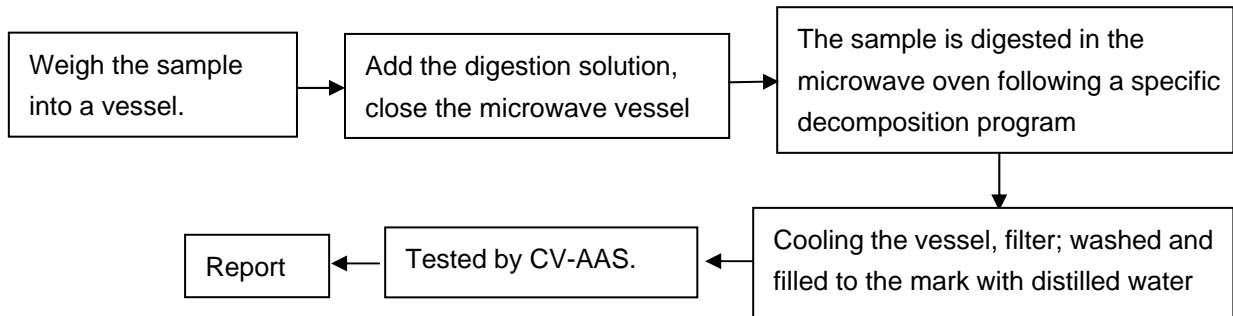 Weigh the sample
into a vessel.
Add the digestion solution,
close the microwave vessel
The sample is digested in the
microwave oven following a specific
decomposition program
Cooling the vessel, filter; washed and
filled to the mark with distilled water
Tested by CV-AAS.
Report